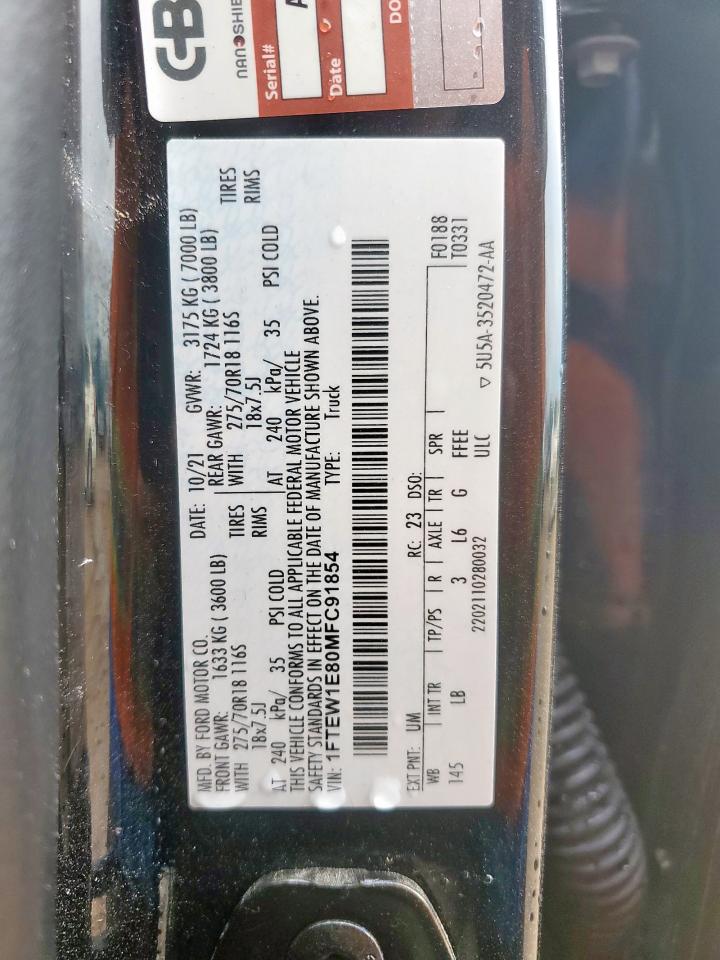 CB
NANOSHIE
Serial#
A
Date
DO
MFD. BY FORD MOTOR CO.
DATE: 10/21 GVWR: 3175 KG ( 7000 LB)
FRONT GAWR: 1633 KG ( 3600 LB) REAR GAWR: 1724 KG ( 3800 LB)
WITH 275/70R18 116S TIRES WITH 275/70R18 116S TIRES
18x7.5J RIMS 18x7.5J RIMS
AT 240 kPa/ 35 PSI COLD AT 240 kPa/ 35 PSI COLD
THIS VEHICLE CONFORMS TO ALL APPLICABLE FEDERAL MOTOR VEHICLE
SAFETY STANDARDS IN EFFECT ON THE DATE OF MANUFACTURE SHOWN ABOVE.
VIN: 1FTEW1E80MFC91854 TYPE: Truck
F0188
EXT PNT: UM RC: 23 DSO: T0331
WB INT TR TP/PS R AXLE TR SPR
145 LB 3 L6 G FFEE
2202110280032 ULC ▽ 5U5A-3520472-AA